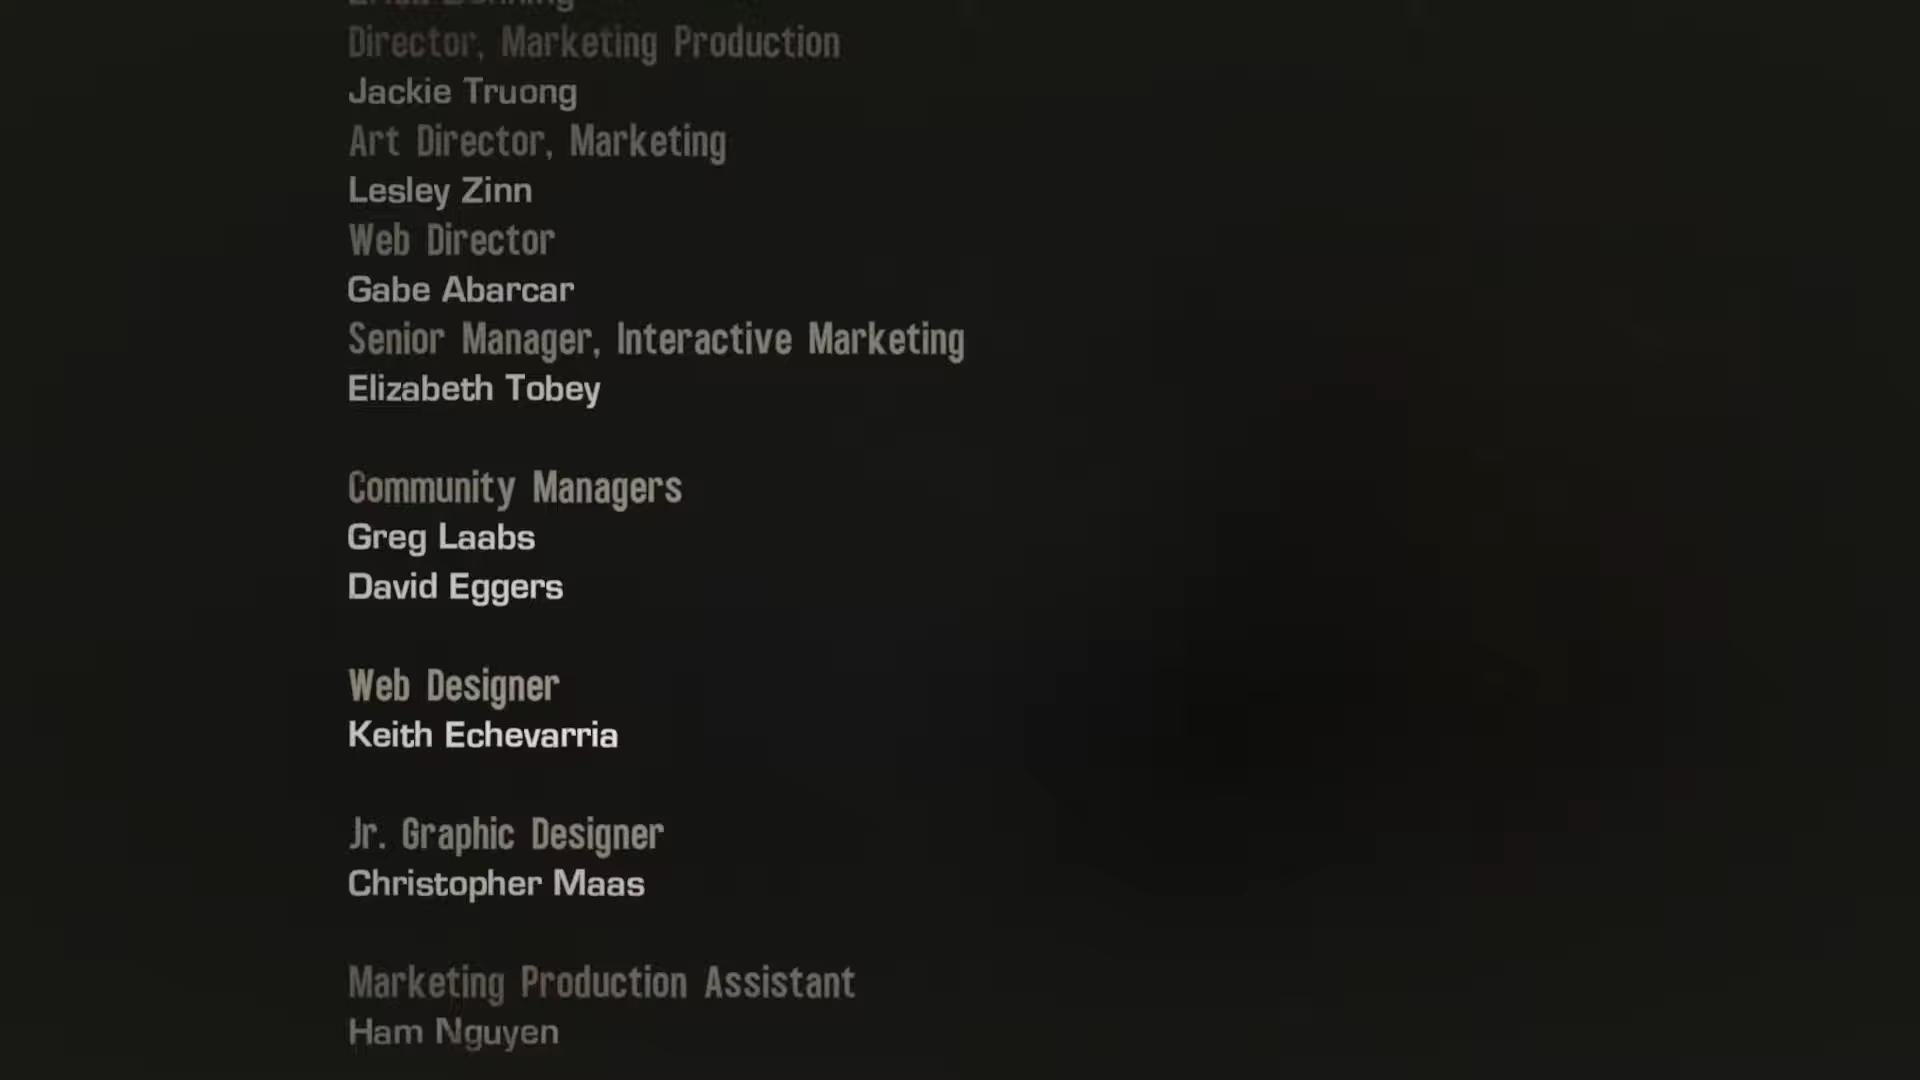 Director, Marketing Production
Jackie Truong
Art Director, Marketing
Lesley Zinn
Web Director
Gabe Abarcar
Senior Manager, Interactive Marketing
Elizabeth Tobey
Community Managers
Greg Laabs
David Eggers
Web Designer
Keith Echevarria
Jr. Graphic Designer
Christopher Maas
Marketing Production Assistant
Ham Nguyen